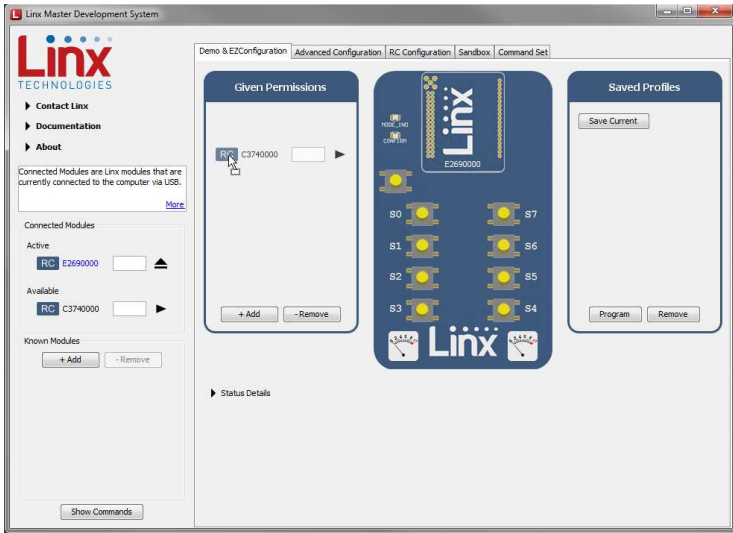 Linx Master Development System
Linx
TECHNOLOGIES
Contact Linx
Documentation
About
Connected Modules are Linx modules that are
currently connected to the computer via USB.
More
Connected Modules
Active
RC E2690000
Available
RC C3740000
Known Modules
+ Add - Remove
Show Commands
Demo & EZConfiguration Advanced Configuration RC Configuration Sandbox Command Set
Given Permissions
RC C3740000
+ Add - Remove
Linx
MODE_IND
CONFIRM
E2690000
S0 S7
S1 S6
S2 S5
S3 S4
Linx
Saved Profiles
Save Current
Program Remove
Status Details